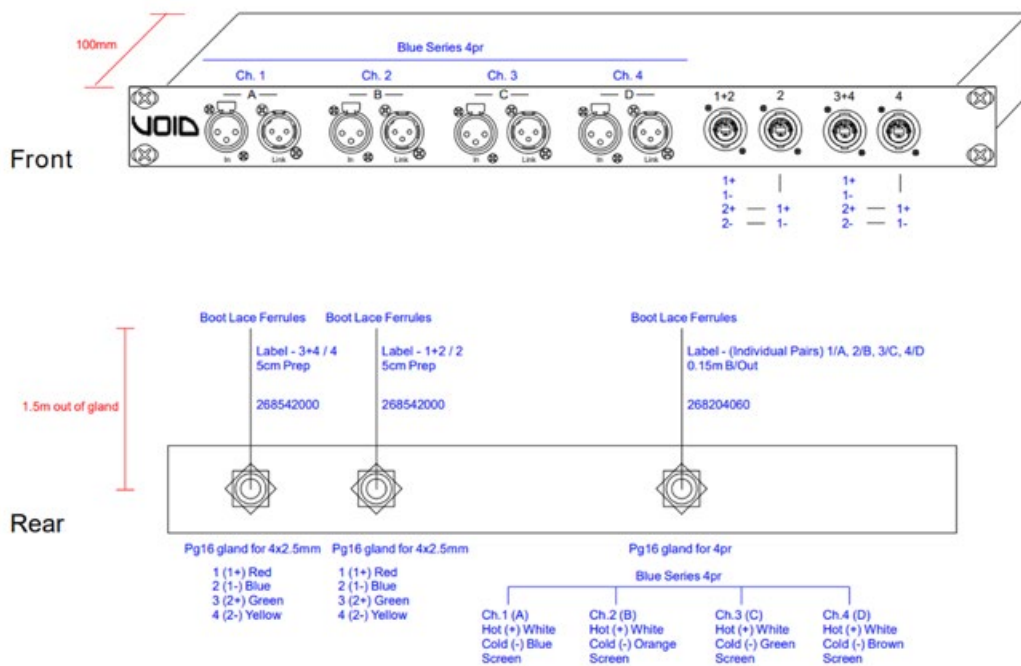 100mm
Blue Series 4pr
Ch. 1 Ch. 2 Ch. 3 Ch. 4
A B C D 1+2 2 3+4 4
VOID
In Link In Link In Link In Link
Front
1+ 1+
1- 1-
2+ 1+ 2+ 1+
2- 1- 2- 1-
Boot Lace Ferrules Boot Lace Ferrules Boot Lace Ferrules
Label - 3+4 / 4 Label - 1+2 / 2 Label - (Individual Pairs) 1/A, 2/B, 3/C, 4/D
5cm Prep 5cm Prep 0.15m B/Out
1.5m out of gland
268542000 268542000 268204060
Rear
Pg16 gland for 4x2.5mm Pg16 gland for 4x2.5mm Pg16 gland for 4pr
1 (1+) Red 1 (1+) Red
2 (1-) Blue 2 (1-) Blue
3 (2+) Green 3 (2+) Green
4 (2-) Yellow 4 (2-) Yellow
Blue Series 4pr
Ch.1 (A) Ch.2 (B) Ch.3 (C) Ch.4 (D)
Hot (+) White Hot (+) White Hot (+) White Hot (+) White
Cold (-) Blue Cold (-) Orange Cold (-) Green Cold (-) Brown
Screen Screen Screen Screen